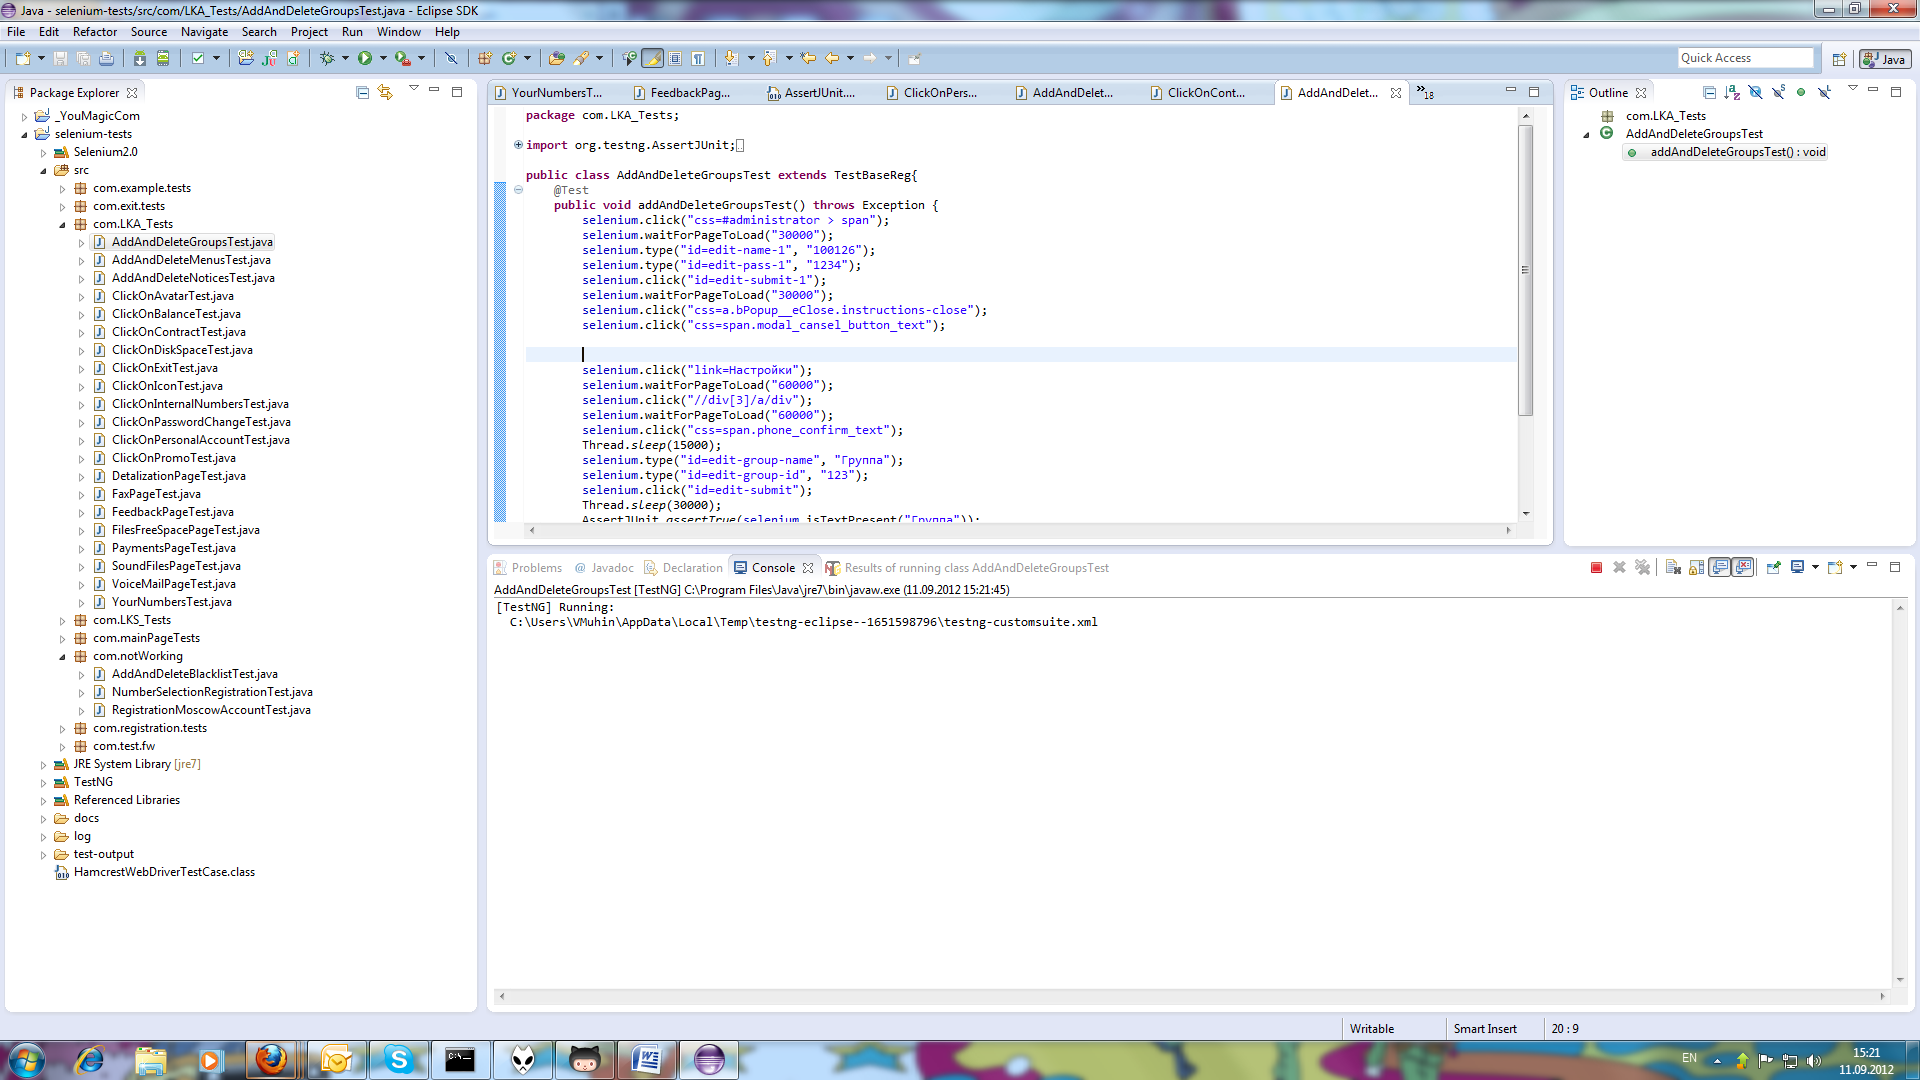 Java - selenium-tests/src/com/LKA_Tests/AddAndDeleteGroupsTest.java - Eclipse SDK
File Edit Refactor Source Navigate Search Project Run Window Help
Quick Access
Java
Package Explorer
_YouMagicCom
selenium-tests
Selenium2.0
src
com.example.tests
com.exit.tests
com.LKA_Tests
AddAndDeleteGroupsTest.java
AddAndDeleteMenusTest.java
AddAndDeleteNoticesTest.java
ClickOnAvatarTest.java
ClickOnBalanceTest.java
ClickOnContractTest.java
ClickOnDiskSpaceTest.java
ClickOnExitTest.java
ClickOnIconTest.java
ClickOnInternalNumbersTest.java
ClickOnPasswordChangeTest.java
ClickOnPersonalAccountTest.java
ClickOnPromoTest.java
DetalizationPageTest.java
FaxPageTest.java
FeedbackPageTest.java
FilesFreeSpacePageTest.java
PaymentsPageTest.java
SoundFilesPageTest.java
VoiceMailPageTest.java
YourNumbersTest.java
com.LKS_Tests
com.mainPageTests
com.notWorking
AddAndDeleteBlacklistTest.java
NumberSelectionRegistrationTest.java
RegistrationMoscowAccountTest.java
com.registration.tests
com.test.fw
JRE System Library [jre7]
TestNG
Referenced Libraries
docs
log
test-output
HamcrestWebDriverTestCase.class
YourNumbersT... FeedbackPag... AssertJUnit.... ClickOnPers... AddAndDelet... ClickOnCont... AddAndDelet... »18
package com.LKA_Tests;
import org.testng.AssertJUnit;
public class AddAndDeleteGroupsTest extends TestBaseReg{
@Test
public void addAndDeleteGroupsTest() throws Exception {
selenium.click("css=#administrator > span");
selenium.waitForPageToLoad("30000");
selenium.type("id=edit-name-1", "100126");
selenium.type("id=edit-pass-1", "1234");
selenium.click("id=edit-submit-1");
selenium.waitForPageToLoad("30000");
selenium.click("css=a.bPopup__eClose.instructions-close");
selenium.click("css=span.modal_cansel_button_text");
selenium.click("link=Настройки");
selenium.waitForPageToLoad("60000");
selenium.click("//div[3]/a/div");
selenium.waitForPageToLoad("60000");
selenium.click("css=span.phone_confirm_text");
Thread.sleep(15000);
selenium.type("id=edit-group-name", "Группа");
selenium.type("id=edit-group-id", "123");
selenium.click("id=edit-submit");
Thread.sleep(30000);
AssertJUnit.assertTrue(selenium.isTextPresent("Группа"));
Outline
com.LKA_Tests
AddAndDeleteGroupsTest
addAndDeleteGroupsTest() : void
Problems Javadoc Declaration Console Results of running class AddAndDeleteGroupsTest
AddAndDeleteGroupsTest [TestNG] C:\Program Files\Java\jre7\bin\javaw.exe (11.09.2012 15:21:45)
[TestNG] Running:
C:\Users\VMuhin\AppData\Local\Temp\testng-eclipse--1651598796\testng-customsuite.xml
Writable Smart Insert 20 : 9
EN
15:21
11.09.2012